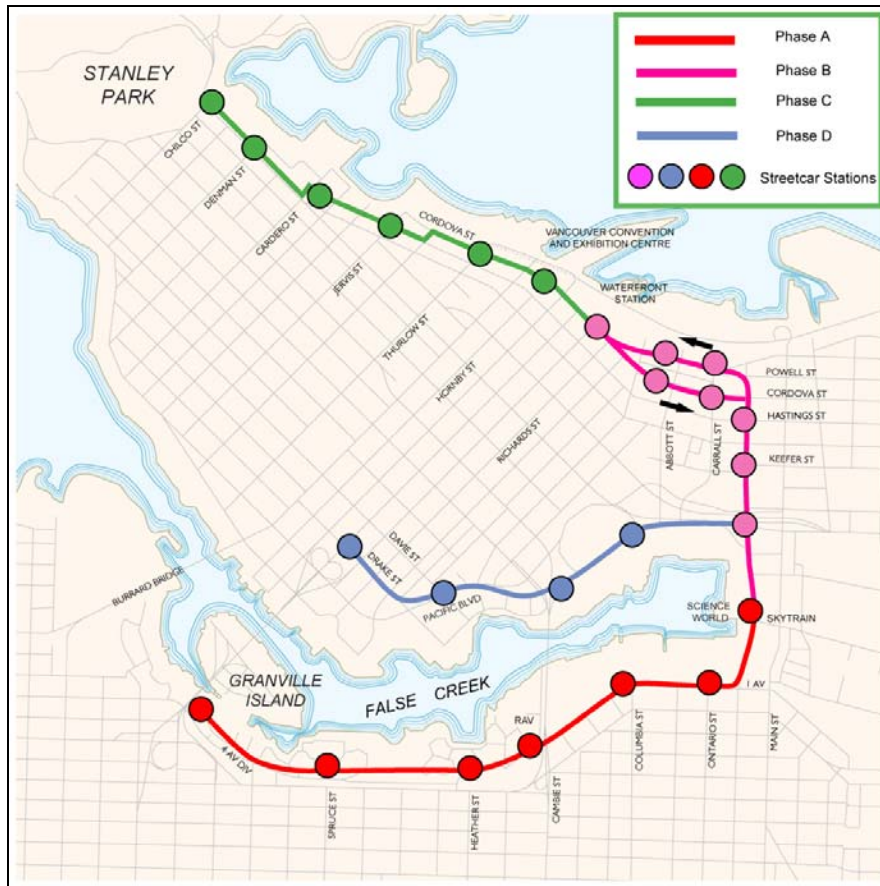 STANLEY
PARK
Phase A
Phase B
Phase C
Phase D
Streetcar Stations
CHILCO ST
DENMAN ST
CARDERO ST
JERVIS ST
CORDOVA ST
THURLOW ST
HORNBY ST
RICHARDS ST
VANCOUVER CONVENTION
AND EXHIBITION CENTRE
WATERFRONT
STATION
POWELL ST
CORDOVA ST
HASTINGS ST
ABBOTT ST
CARRALL ST
KEEFER ST
DAVIE ST
DRAKE ST
PACIFIC BLVD
BURRARD BRIDGE
SCIENCE
WORLD
SKYTRAIN
GRANVILLE
ISLAND
FALSE CREEK
1 AV
RAV
4 AV DIV
SPRUCE ST
HEATHER ST
CAMBIE ST
COLUMBIA ST
ONTARIO ST
MAIN ST